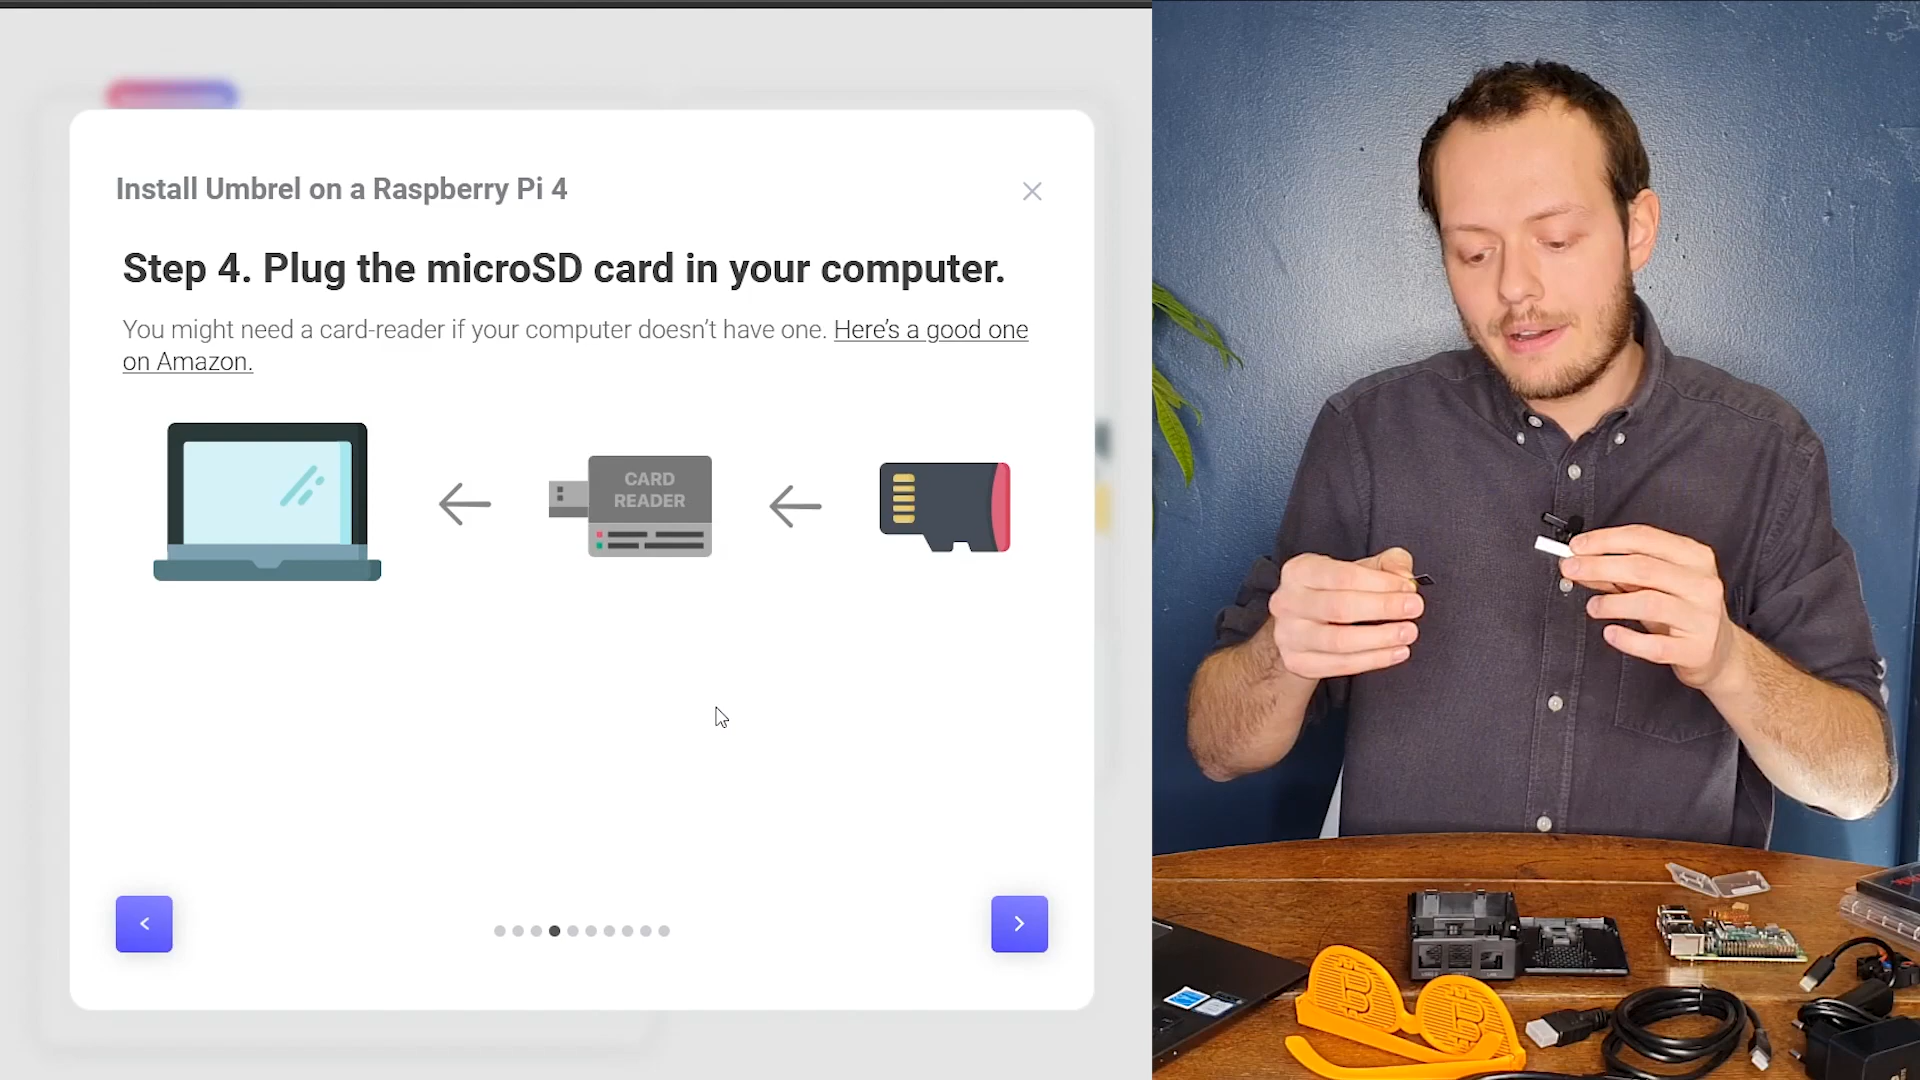 Install Umbrel on a Raspberry Pi 4
Step 4. Plug the microSD card in your computer.
You might need a card-reader if your computer doesn’t have one. Here’s a good one
on Amazon.
CARD
READER